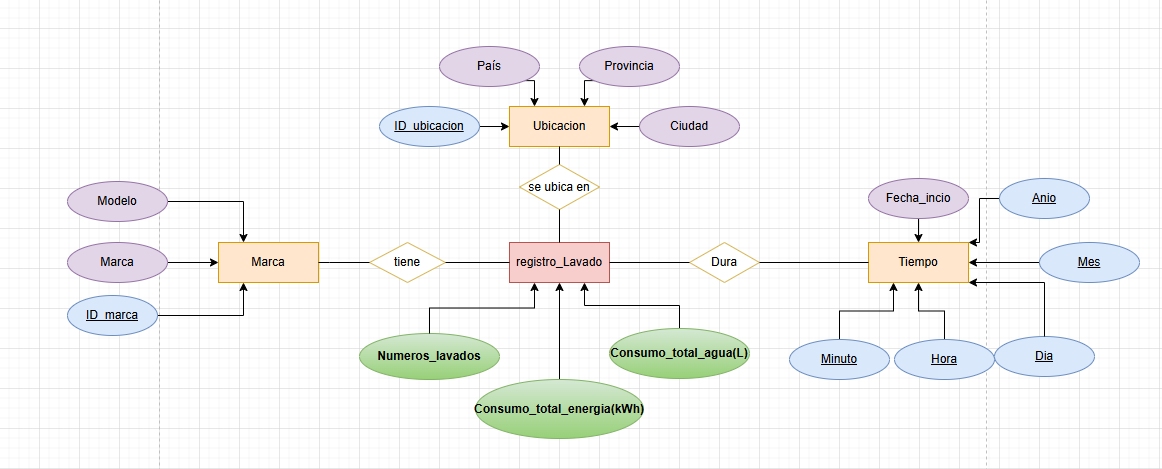 País
Provincia
ID_ubicacion
Ubicacion
Ciudad
se ubica en
Modelo
Fecha_incio
Anio
Marca
Marca
tiene
registro_Lavado
Dura
Tiempo
Mes
ID_marca
Numeros_lavados
Consumo_total_agua(L)
Minuto
Hora
Dia
Consumo_total_energia(kWh)